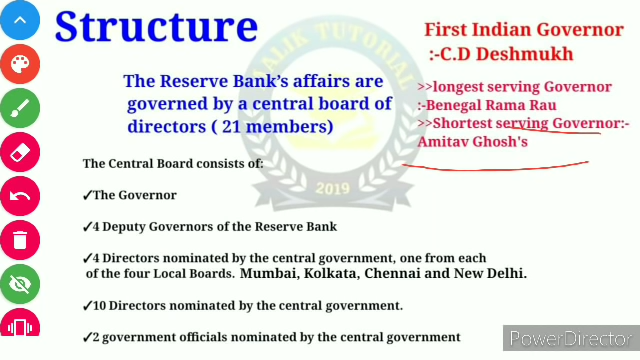 Structure
First Indian Governor
:-C.D Deshmukh
The Reserve Bank's affairs are
governed by a central board of
directors ( 21 members)
>>longest serving Governor
:-Benegal Rama Rau
>>Shortest serving Governor:-
Amitav Ghosh's
The Central Board consists of:
✓The Governor
✓4 Deputy Governors of the Reserve Bank
✓4 Directors nominated by the central government, one from each
of the four Local Boards. Mumbai, Kolkata, Chennai and New Delhi.
✓10 Directors nominated by the central government.
✓2 government officials nominated by the central government
MALIK TUTORIAL
2019
PowerDirector